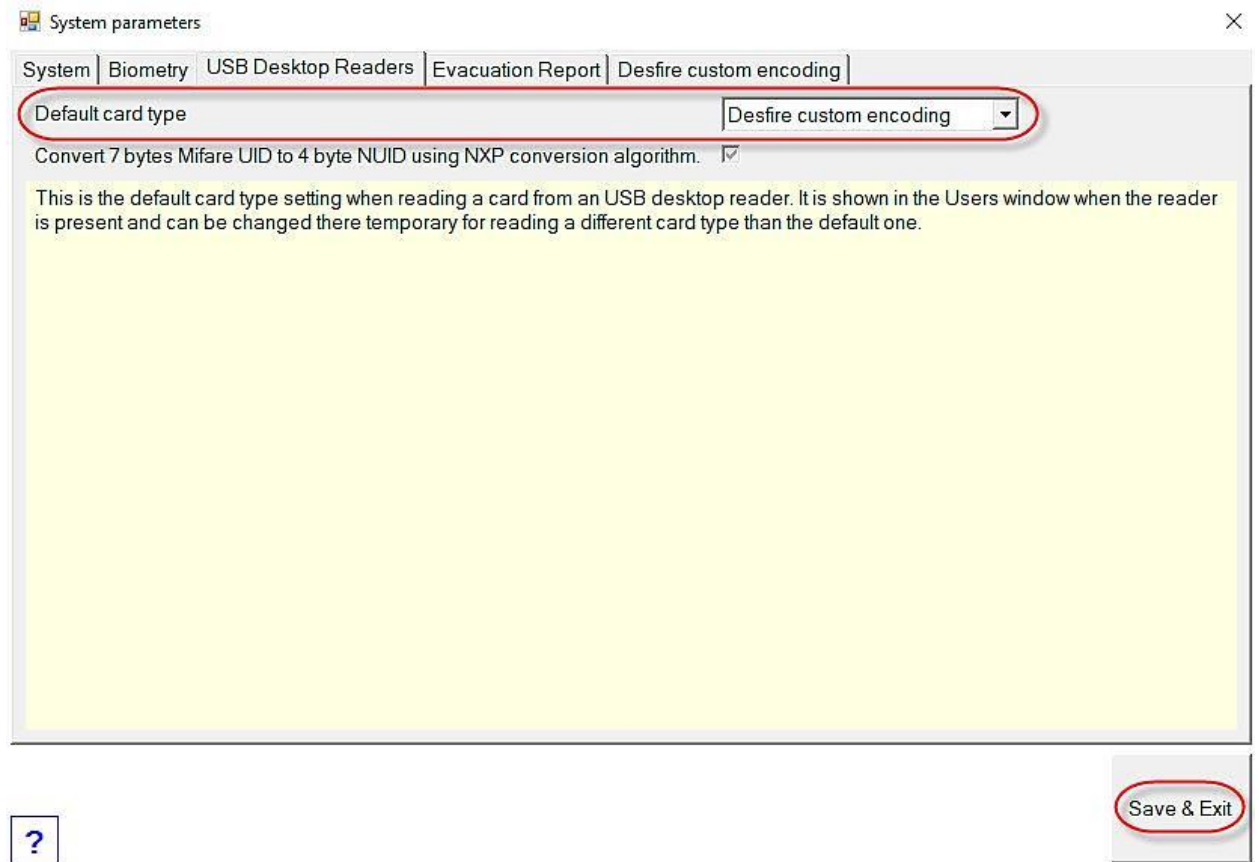 System parameters
System Biometry USB Desktop Readers Evacuation Report Desfire custom encoding
Default card type Desfire custom encoding
Convert 7 bytes Mifare UID to 4 byte NUID using NXP conversion algorithm.
This is the default card type setting when reading a card from an USB desktop reader. It is shown in the Users window when the reader
is present and can be changed there temporary for reading a different card type than the default one.
Save & Exit
?